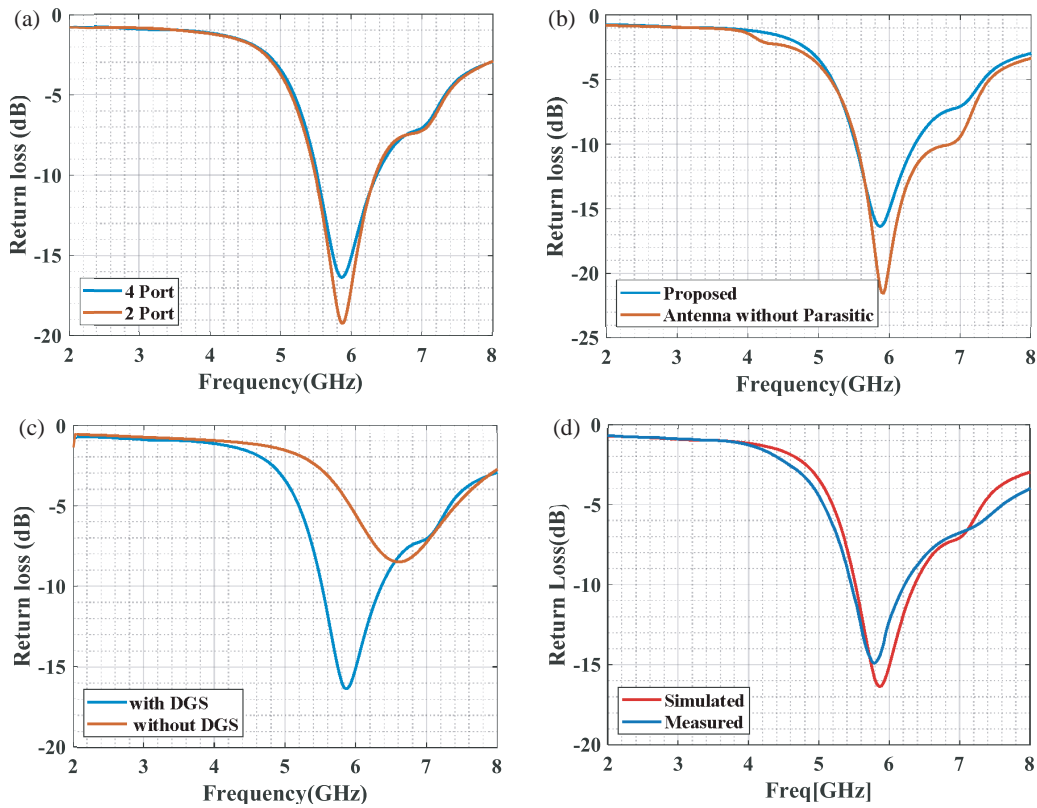 (a)
0
-5
-10
-15
-20
Return loss (dB)
4 Port
2 Port
2 3 4 5 6 7 8
Frequency(GHz)
(b)
0
-5
-10
-15
-20
-25
Return loss (dB)
Proposed
Antenna without Parasitic
2 3 4 5 6 7 8
Frequency(GHz)
(c)
0
-5
-10
-15
-20
Return loss (dB)
with DGS
without DGS
2 3 4 5 6 7 8
Frequency(GHz)
(d)
0
-5
-10
-15
-20
Return Loss(dB)
Simulated
Measured
2 3 4 5 6 7 8
Freq[GHz]